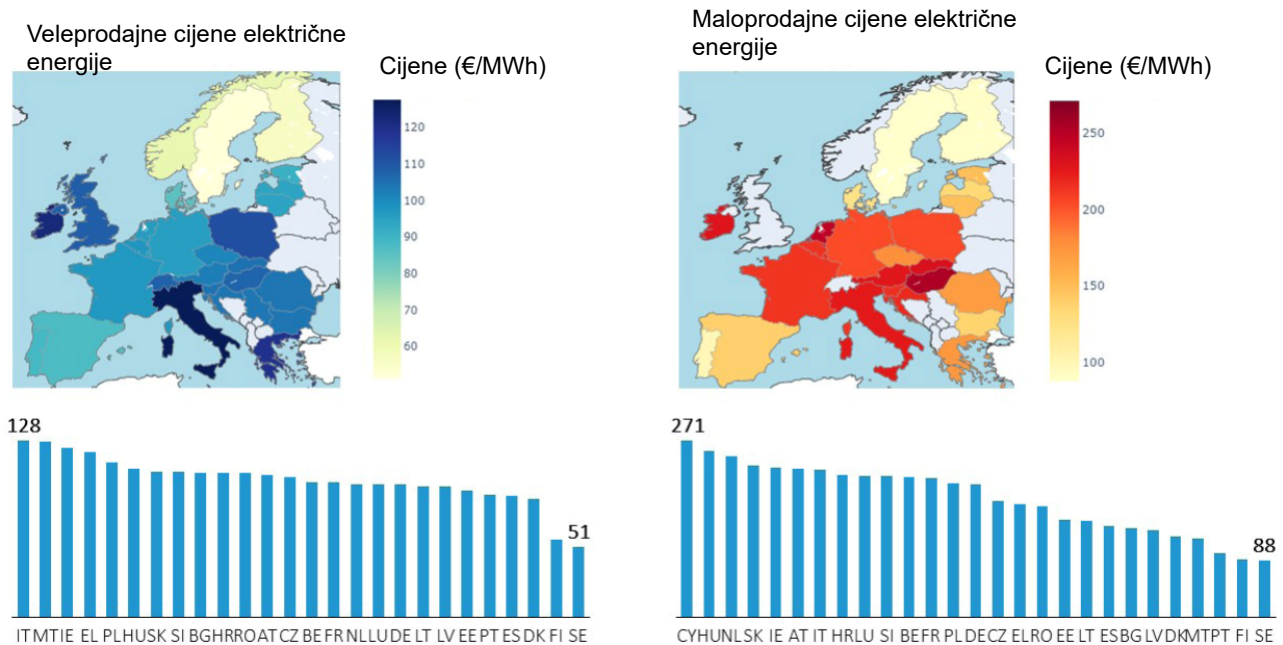 Veleprodajne cijene električne
energije
Cijene (€/MWh)
120
110
100
90
80
70
60
Maloprodajne cijene električne
energije
Cijene (€/MWh)
250
200
150
100
128
51
IT MT IE EL PL HU SK SI BG HR RO AT CZ BE FR NL LU DE LT LV EE PT ES DK FI SE
271
88
CY HU NL SK IE AT IT HR LU SI BE FR PL DE CZ EL RO EE LT ES BG LV DK MT PT FI SE